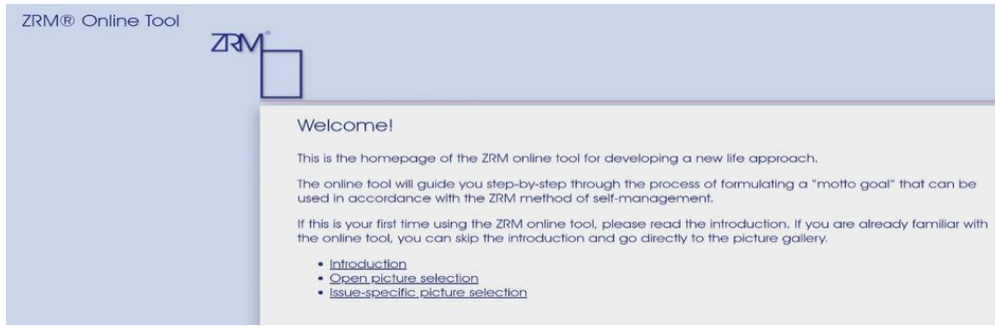 ZRM® Online Tool
ZRM®
Welcome!
This is the homepage of the ZRM online tool for developing a new life approach.
The online tool will guide you step-by-step through the process of formulating a "motto goal" that can be
used in accordance with the ZRM method of self-management.
If this is your first time using the ZRM online tool, please read the introduction. If you are already familiar with
the online tool, you can skip the introduction and go directly to the picture gallery.
• Introduction
• Open picture selection
• Issue-specific picture selection